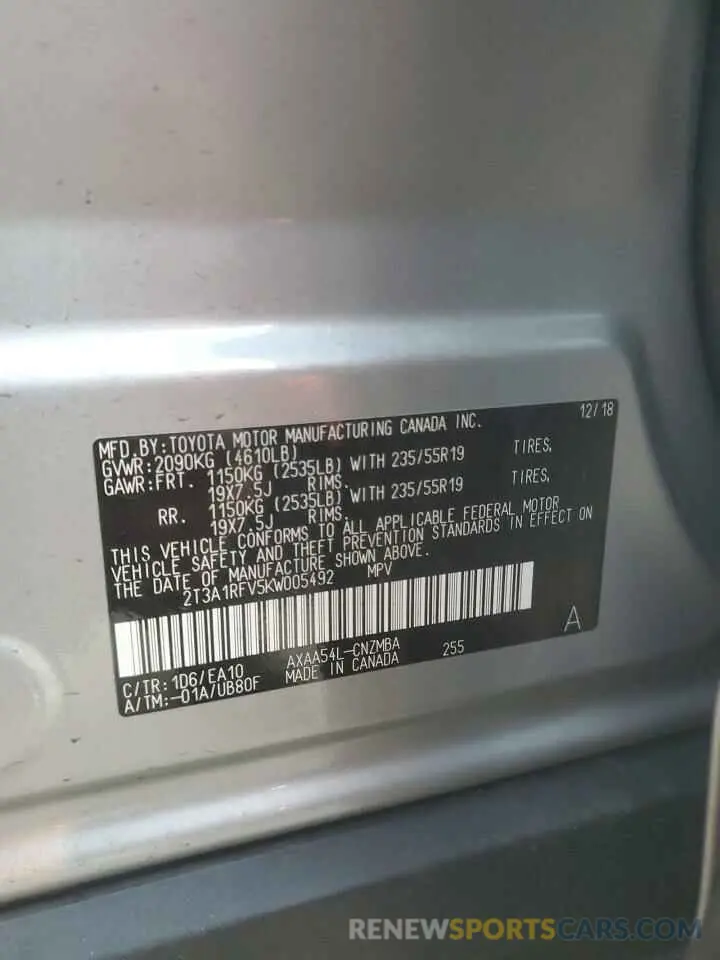 12/18
MFD.BY:TOYOTA MOTOR MANUFACTURING CANADA INC.
GVWR:2090KG (4610LB)
GAWR:FRT. 1150KG (2535LB) WITH 235/55R19 TIRES,
19X7.5J RIMS.
RR. 1150KG (2535LB) WITH 235/55R19 TIRES,
19X7.5J RIMS.
THIS VEHICLE CONFORMS TO ALL APPLICABLE FEDERAL MOTOR
VEHICLE SAFETY AND THEFT PREVENTION STANDARDS IN EFFECT ON
THE DATE OF MANUFACTURE SHOWN ABOVE.
2T3A1RFV5KW005492 MPV
A
C/TR:1D6/EA10 AXAA54L-CNZMBA 255
A/TM:-01A/UB80F MADE IN CANADA
RENEWSPORTSCARS.COM